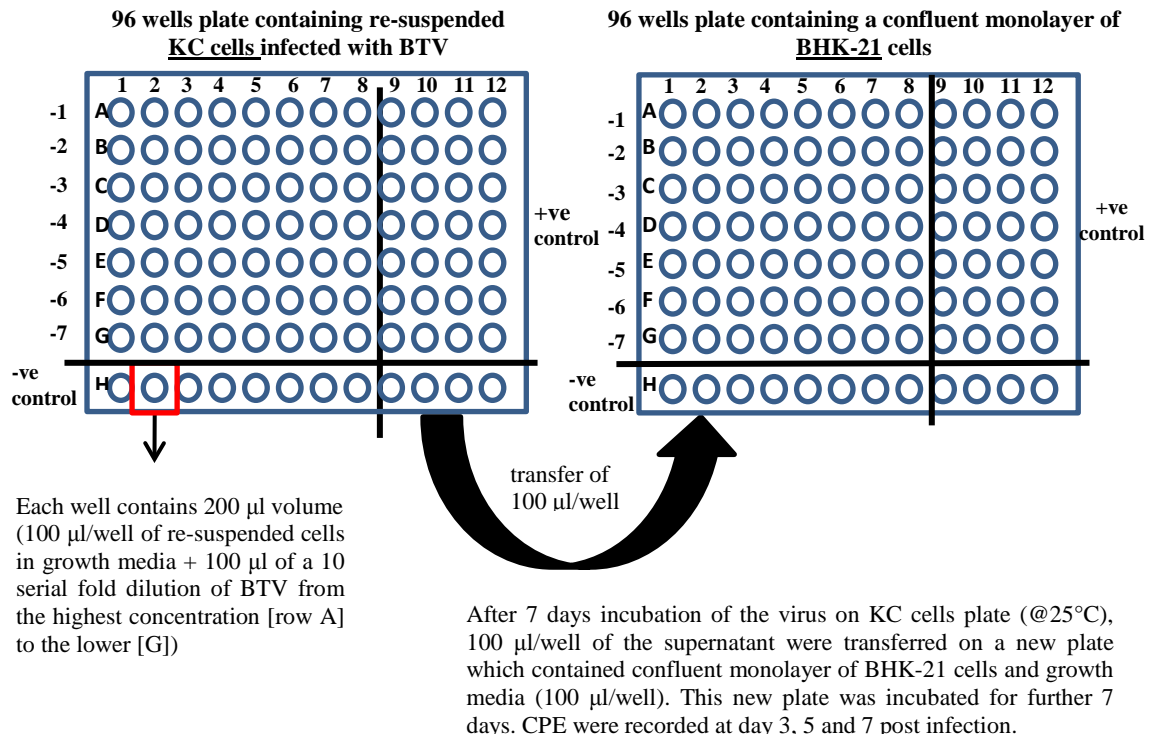 96 wells plate containing re-suspended
KC cells infected with BTV
96 wells plate containing a confluent monolayer of
BHK-21 cells
1 2 3 4 5 6 7 8 9 10 11 12
-1 A
-2 B
-3 C
-4 D
-5 E
-6 F
-7 G
-ve
control
H
+ve
control
1 2 3 4 5 6 7 8 9 10 11 12
-1 A
-2 B
-3 C
-4 D
-5 E
-6 F
-7 G
-ve
control
H
+ve
control
transfer of
100 µl/well
Each well contains 200 µl volume
(100 µl/well of re-suspended cells
in growth media + 100 µl of a 10
serial fold dilution of BTV from
the highest concentration [row A]
to the lower [G])
After 7 days incubation of the virus on KC cells plate (@25°C),
100 µl/well of the supernatant were transferred on a new plate
which contained confluent monolayer of BHK-21 cells and growth
media (100 µl/well). This new plate was incubated for further 7
days. CPE were recorded at day 3, 5 and 7 post infection.